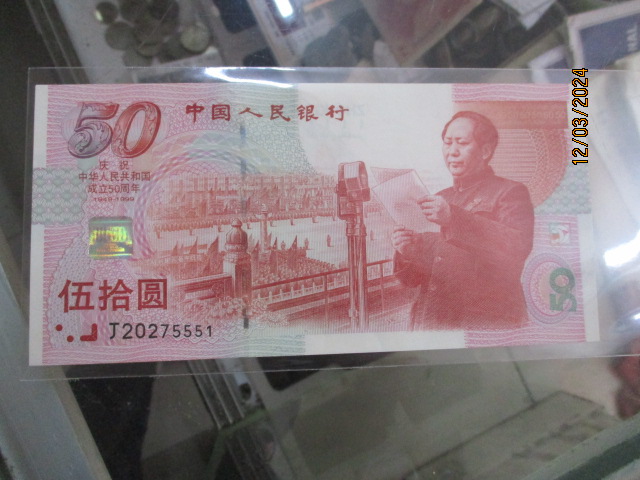 50
中国人民银行
庆祝
中华人民共和国
成立50周年
1949-1999
伍拾圆
J20275551
50
12/03/2024